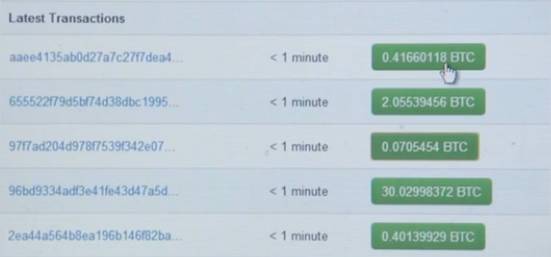 Latest Transactions
aaee4135ab0d27a7c27f7dea4... < 1 minute 0.41660118 BTC
655522f79d5bf74d38dbc1995... < 1 minute 2.05539456 BTC
97f7ad204d978f7539f342e07... < 1 minute 0.0705454 BTC
96bd9334adf3e41fe43d47a5d... < 1 minute 30.02998372 BTC
2ea44a564b8ea196b146f82ba... < 1 minute 0.40139929 BTC